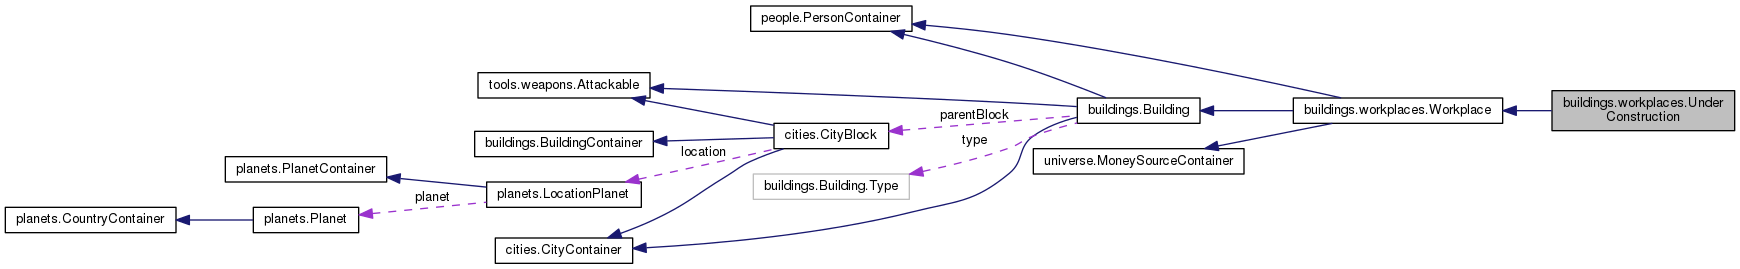 people.PersonContainer
tools.weapons.Attackable
buildings.workplaces.Under
Construction
buildings.Building
buildings.workplaces.Workplace
parentBlock
cities.CityBlock
buildings.BuildingContainer
type
location
universe.MoneySourceContainer
planets.PlanetContainer
buildings.Building.Type
planets.LocationPlanet
planet
planets.CountryContainer
planets.Planet
cities.CityContainer